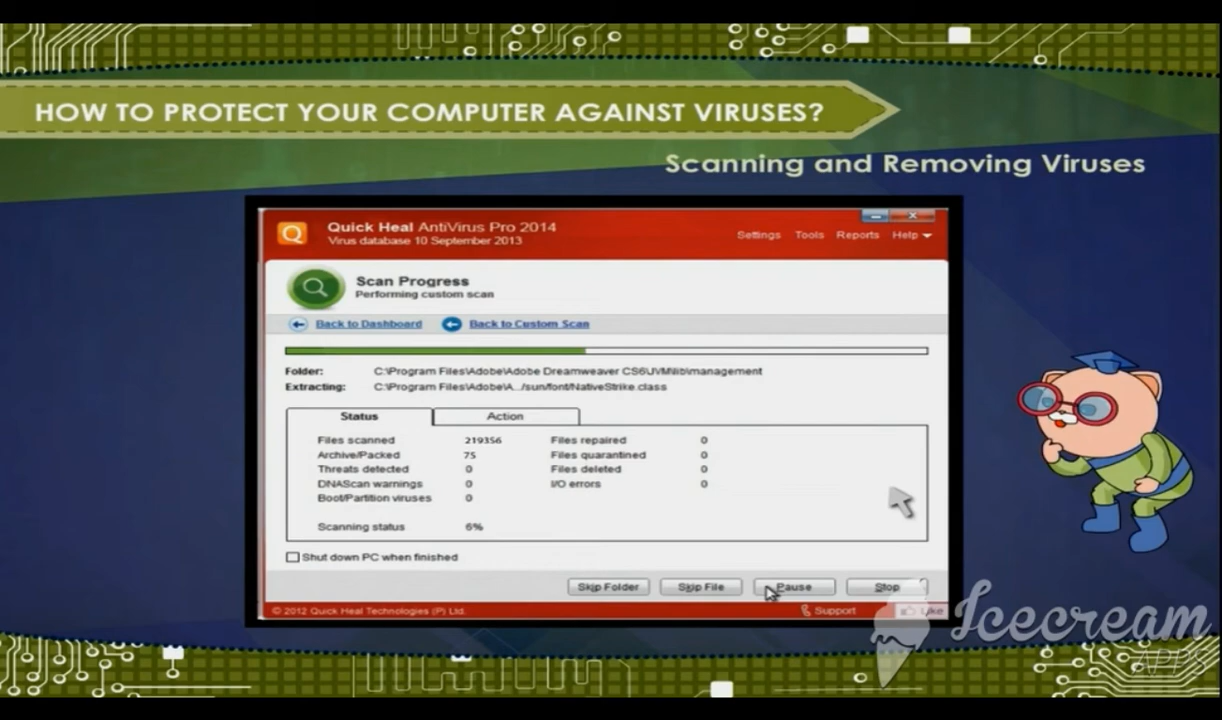 HOW TO PROTECT YOUR COMPUTER AGAINST VIRUSES?
Scanning and Removing Viruses
Quick Heal AntiVirus Pro 2014
Virus database 10 September 2013
Settings Tools Reports Help
Scan Progress
Performing custom scan
Back to Dashboard Back to Custom Scan
Folder: C:\Program Files\Adobe\Adobe Dreamweaver CS6\JVM\lib\management
Extracting: C:\Program Files\Adobe\A.../sun/font/NativeStrike.class
Status Action
Files scanned 219356 Files repaired 0
Archive/Packed 75 Files quarantined 0
Threats detected 0 Files deleted 0
DNAScan warnings 0 I/O errors 0
Boot/Partition viruses 0
Scanning status 6%
Shut down PC when finished
Skip Folder Skip File Pause Stop
© 2012 Quick Heal Technologies (P) Ltd. Support Like
Icecream
APPS